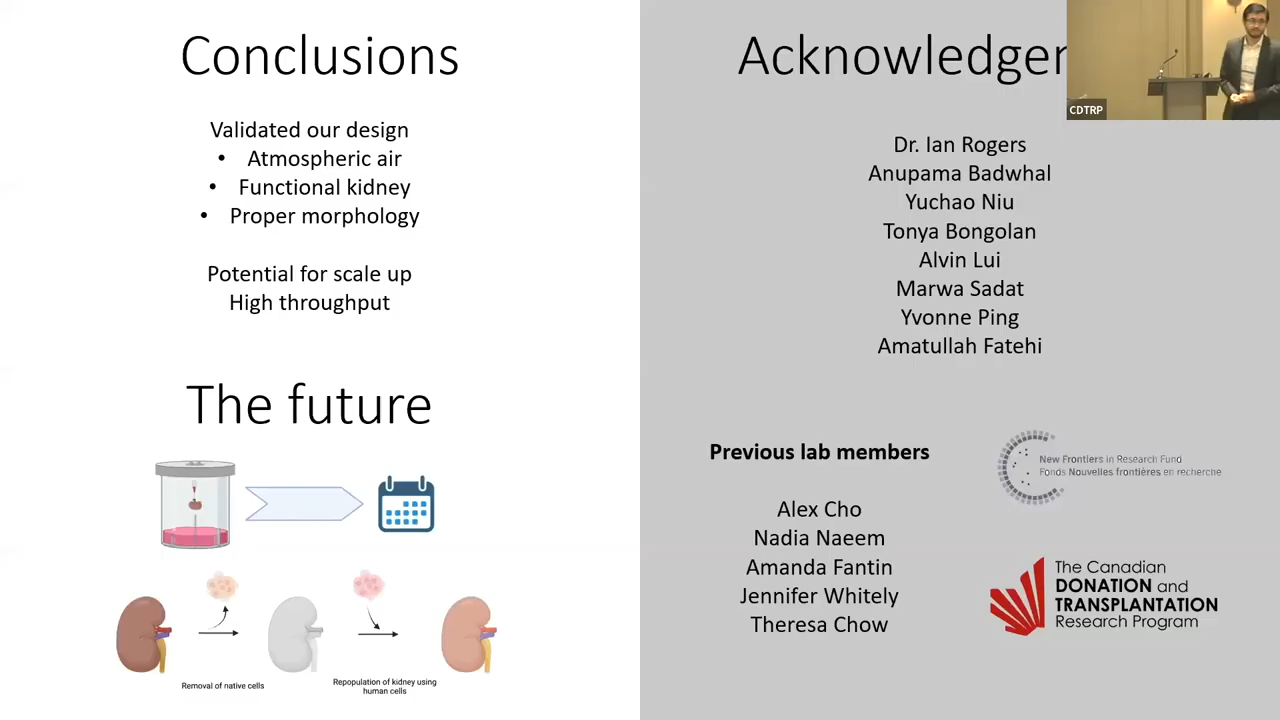 Conclusions
Validated our design
• Atmospheric air
• Functional kidney
• Proper morphology
Potential for scale up
High throughput
The future
Removal of native cells
Repopulation of kidney using
human cells
Acknowledgem
CDTRP
Dr. Ian Rogers
Anupama Badwhal
Yuchao Niu
Tonya Bongolan
Alvin Lui
Marwa Sadat
Yvonne Ping
Amatullah Fatehi
Previous lab members
Alex Cho
Nadia Naeem
Amanda Fantin
Jennifer Whitely
Theresa Chow
New Frontiers in Research Fund
Fonds Nouvelles frontières en recherche
The Canadian
DONATION and
TRANSPLANTATION
Research Program